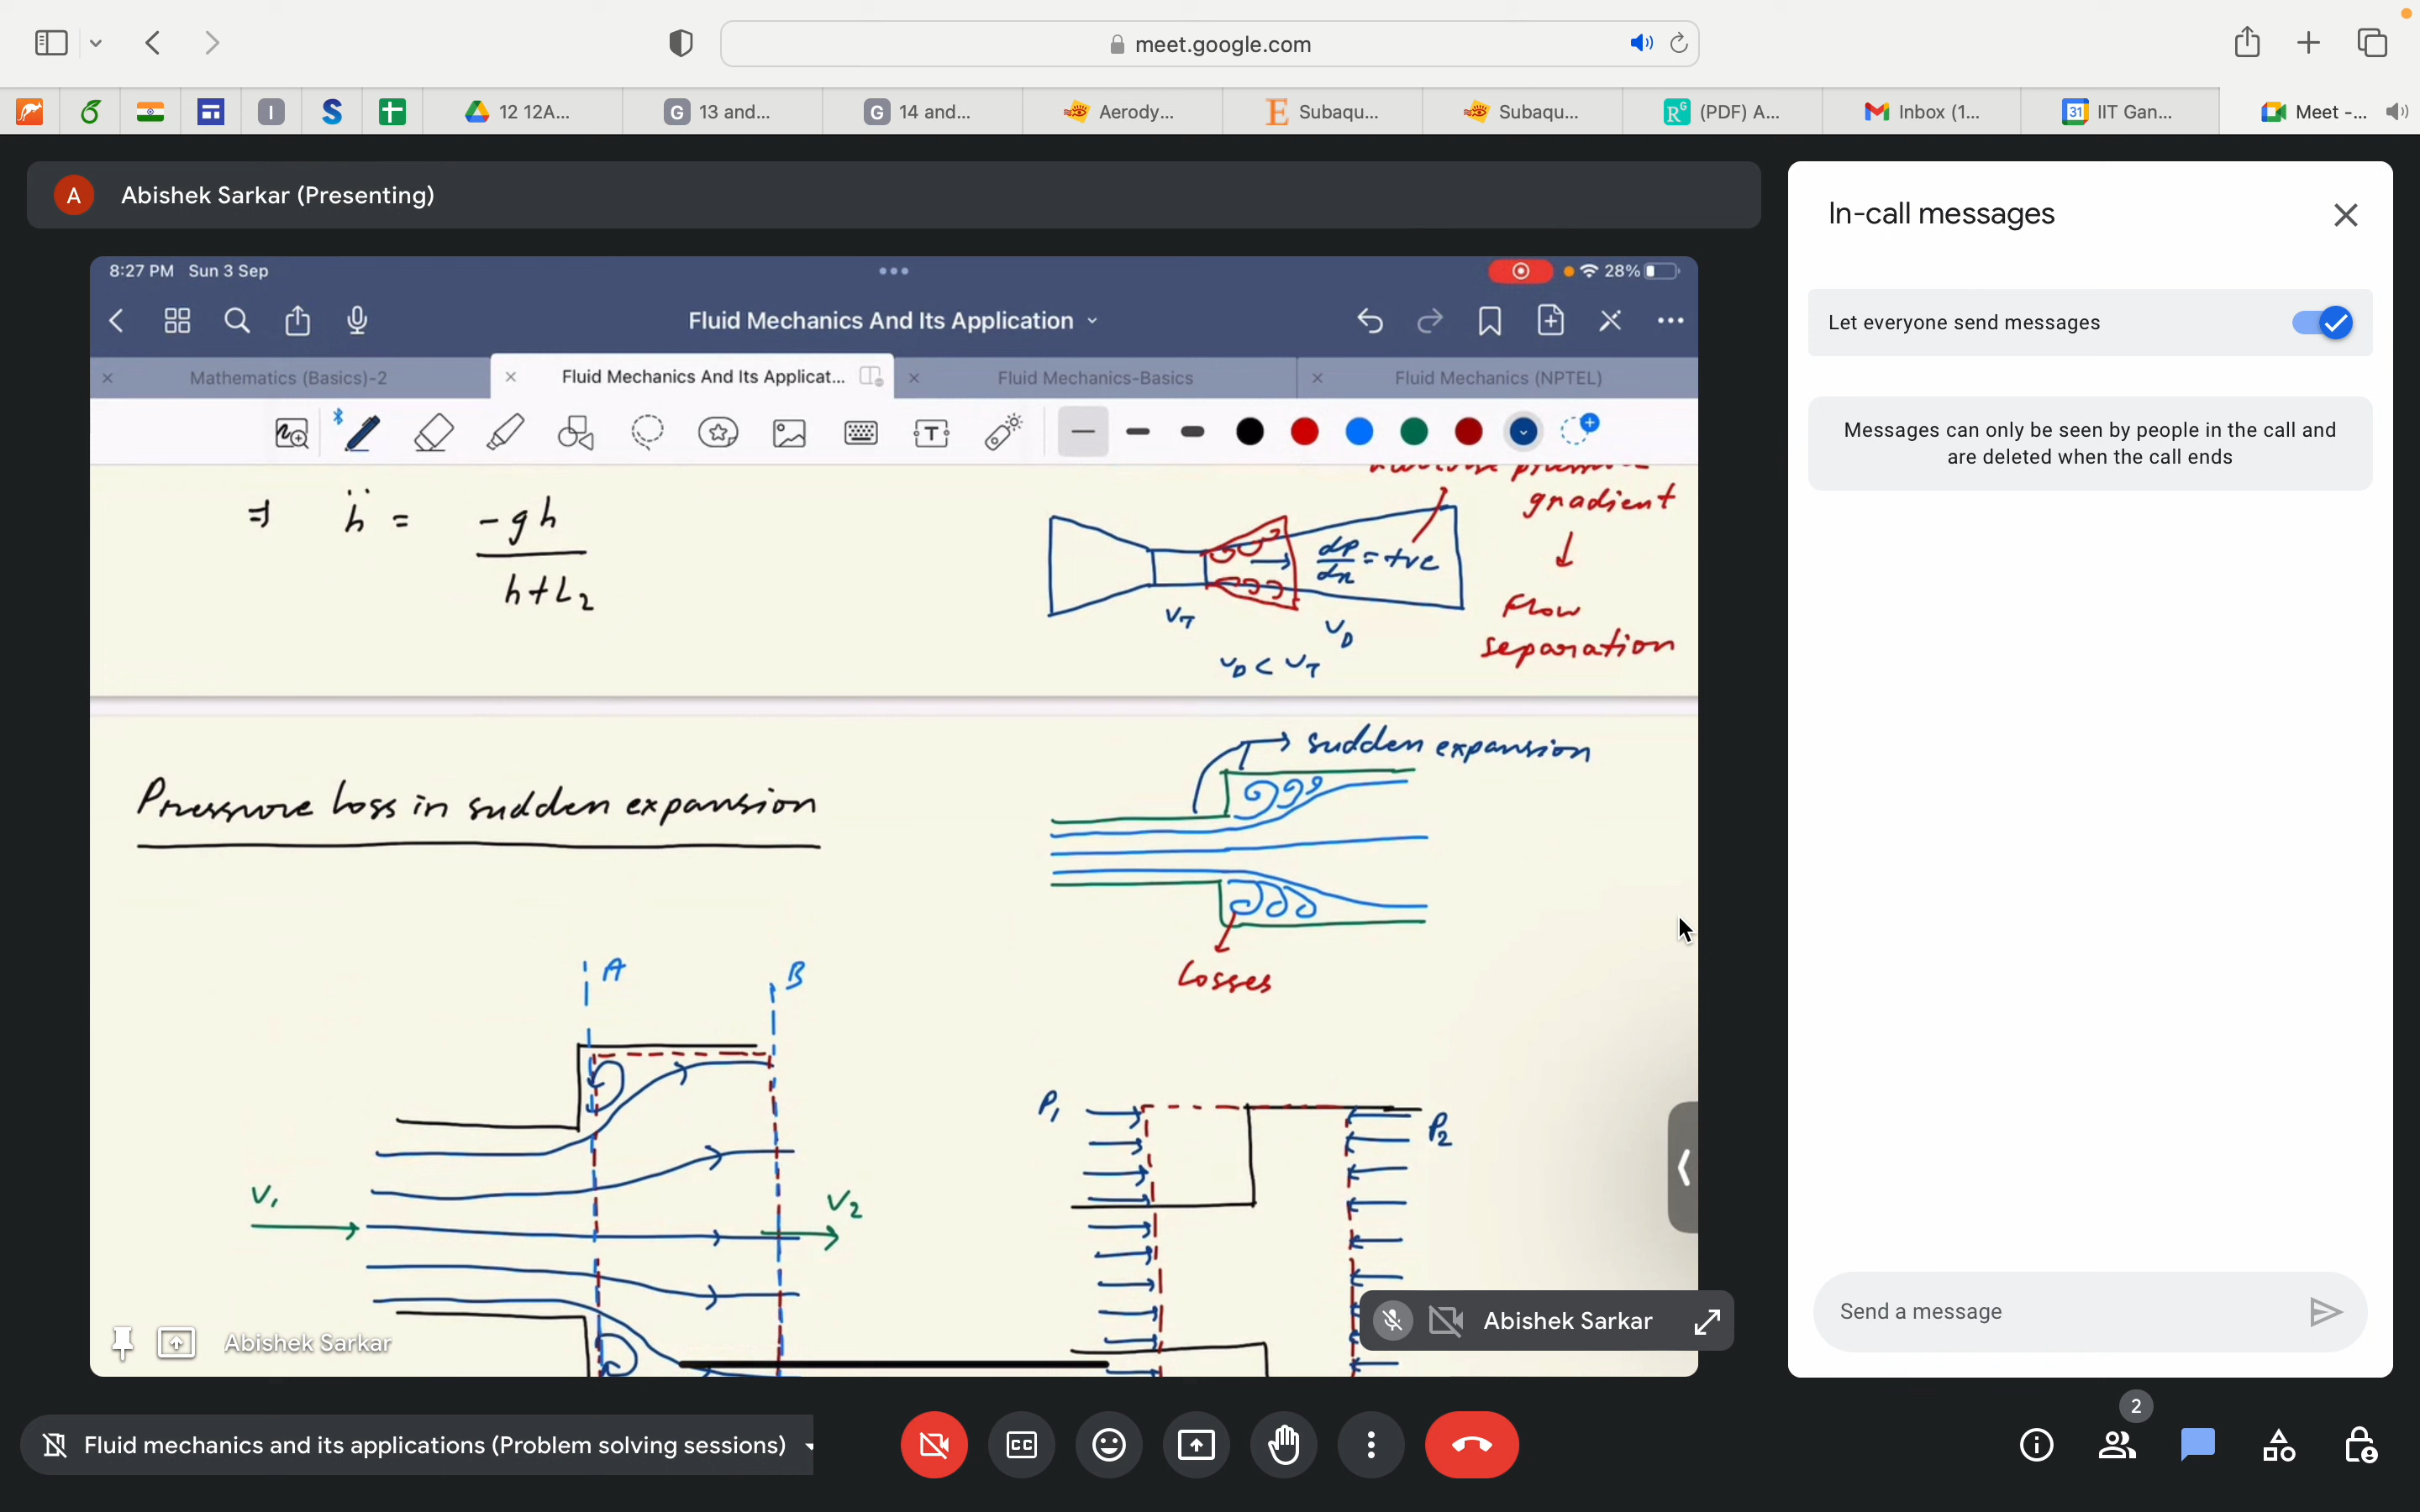 meet.google.com
12 12A...
13 and...
14 and...
Aerody...
Subaqu...
Subaqu...
(PDF) A...
Inbox (1...
IIT Gan...
Meet -...
A
Abishek Sarkar (Presenting)
8:27 PM Sun 3 Sep
28%
Fluid Mechanics And Its Application
Mathematics (Basics)-2
Fluid Mechanics And Its Applicat...
Fluid Mechanics-Basics
Fluid Mechanics (NPTEL)
⇒ ḧ = -gh
h+L2
gradient
dp = +ve
dx
Flow
separation
VT
VD
VD < VT
sudden expansion
Pressure loss in sudden expansion
Losses
A
B
P1
P2
V1
V2
Abishek Sarkar
Abishek Sarkar
In-call messages
Let everyone send messages
Messages can only be seen by people in the call and
are deleted when the call ends
Send a message
Fluid mechanics and its applications (Problem solving sessions)
2